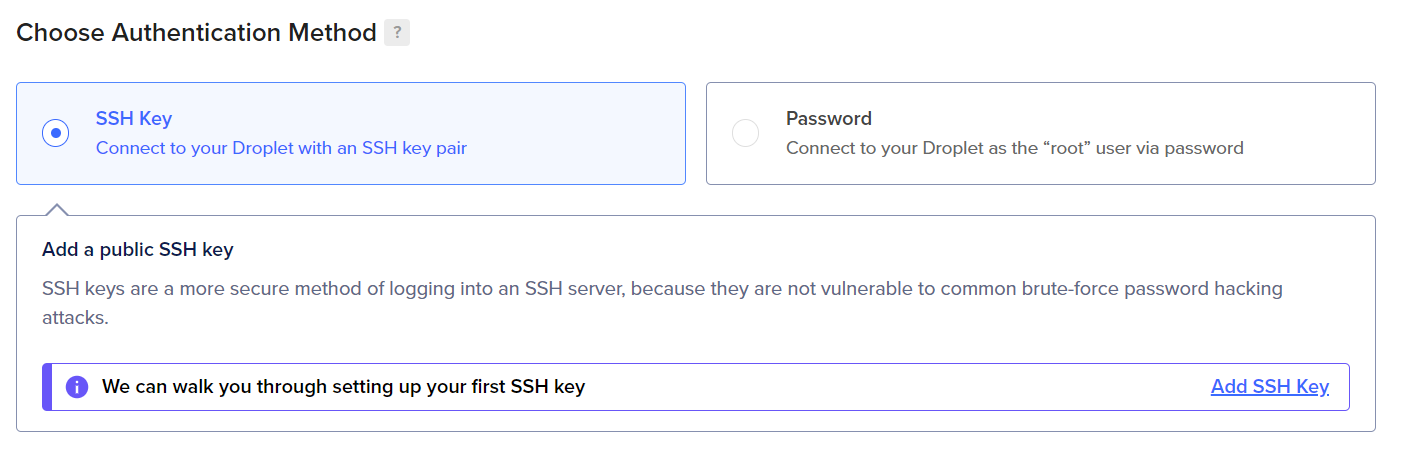 Choose Authentication Method ?
SSH Key
Connect to your Droplet with an SSH key pair
Password
Connect to your Droplet as the “root” user via password
Add a public SSH key
SSH keys are a more secure method of logging into an SSH server, because they are not vulnerable to common brute-force password hacking
attacks.
We can walk you through setting up your first SSH key
Add SSH Key